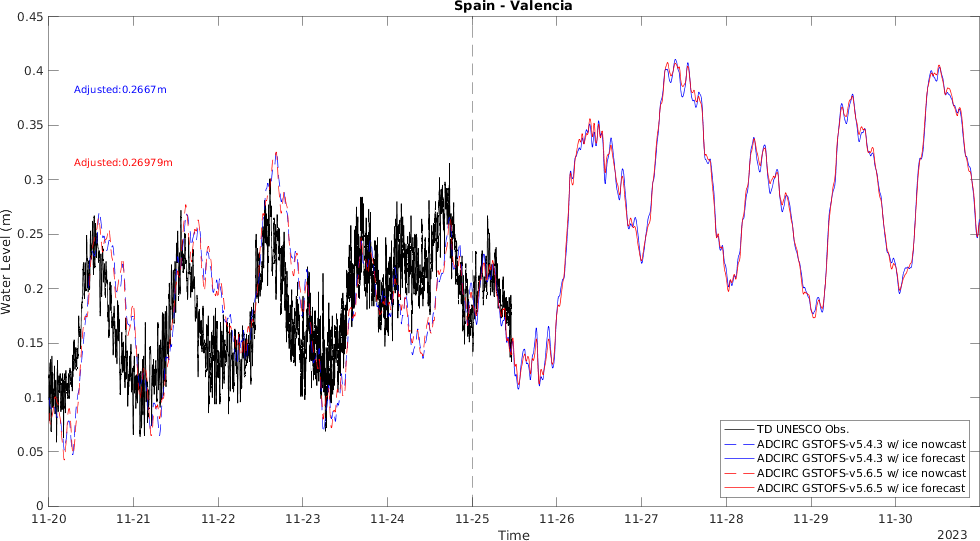 Spain - Valencia
0.45
0.4
0.35
0.3
0.25
0.2
0.15
0.1
0.05
0
Water Level (m)
Adjusted:0.2667m
Adjusted:0.26979m
TD UNESCO Obs.
ADCIRC GSTOFS-v5.4.3 w/ ice nowcast
ADCIRC GSTOFS-v5.4.3 w/ ice forecast
ADCIRC GSTOFS-v5.6.5 w/ ice nowcast
ADCIRC GSTOFS-v5.6.5 w/ ice forecast
11-20 11-21 11-22 11-23 11-24 11-25 11-26 11-27 11-28 11-29 11-30
Time
2023